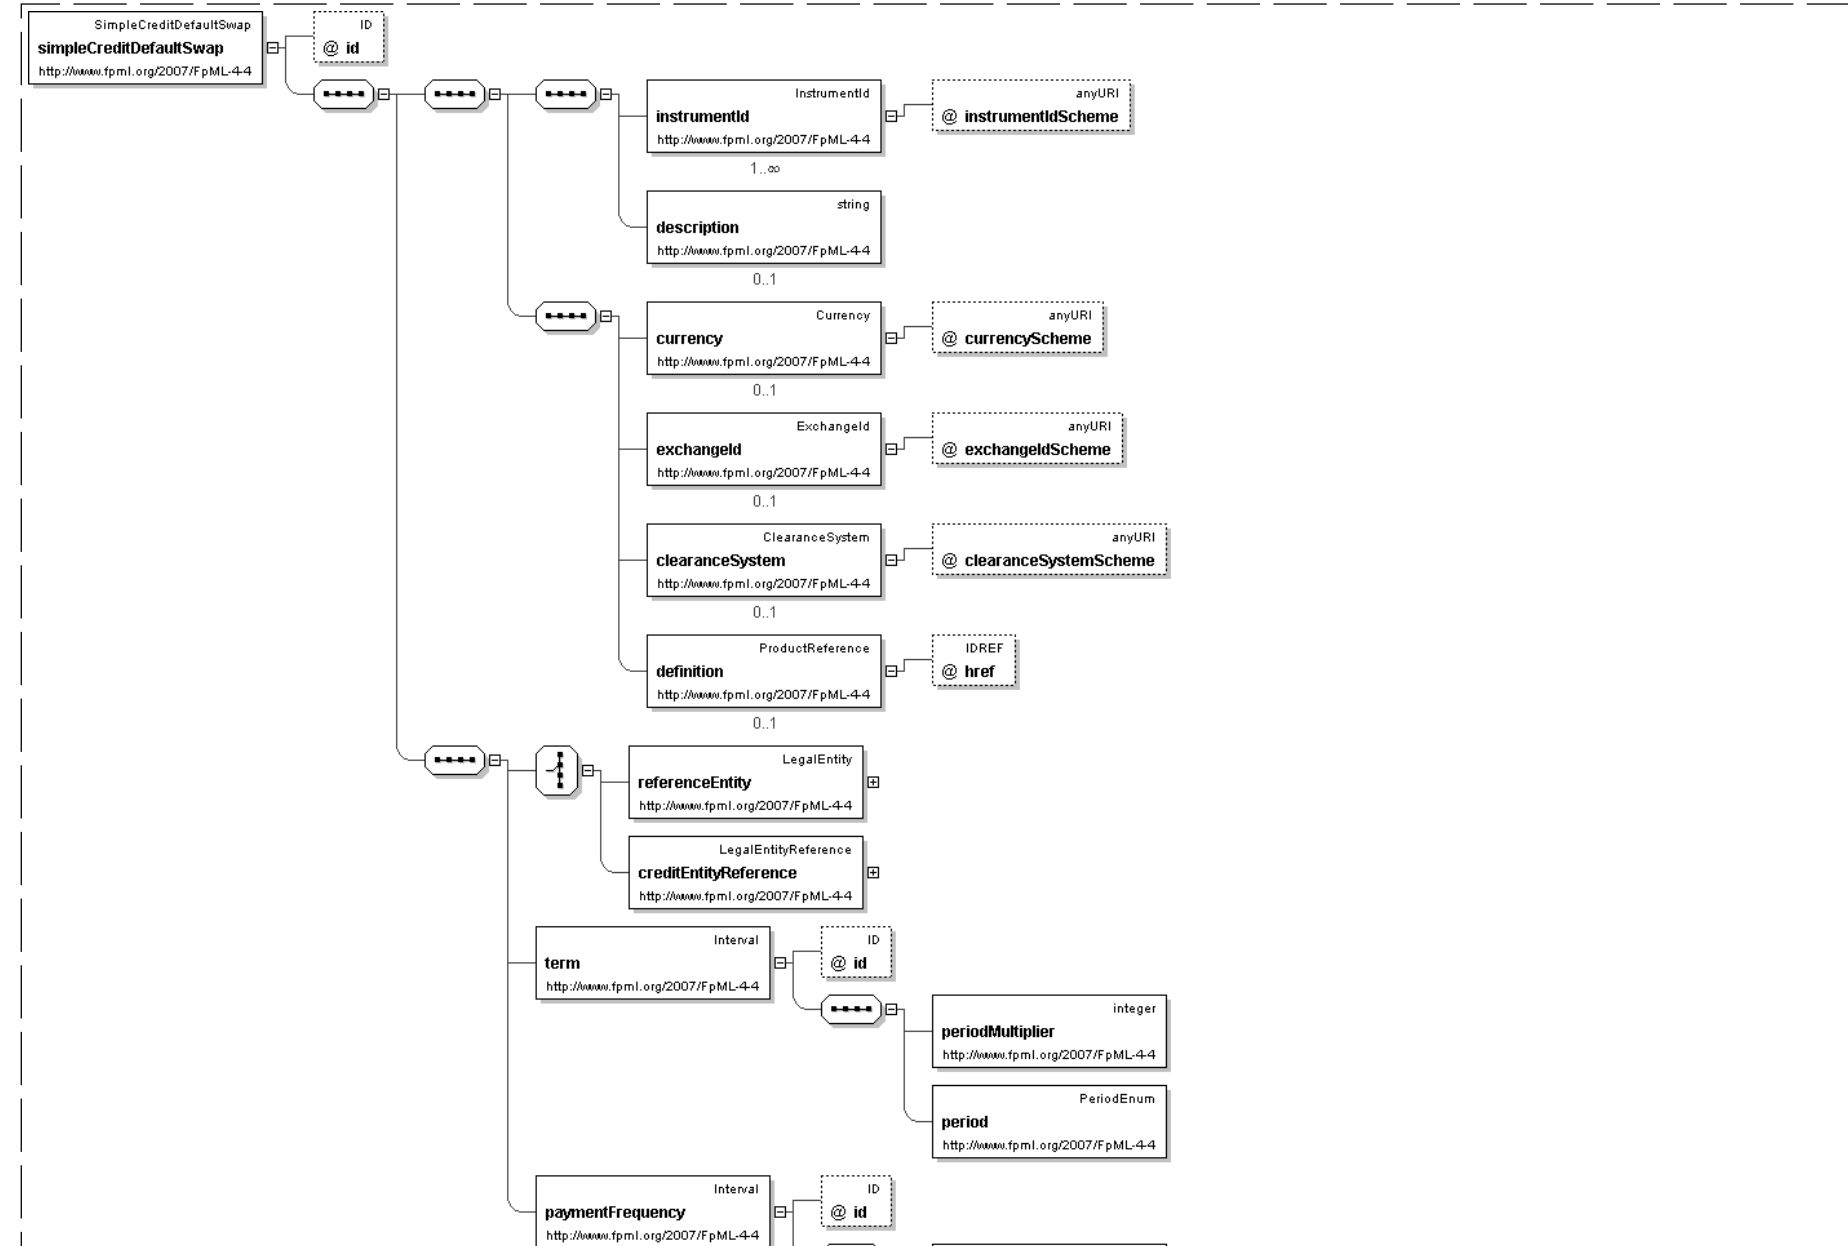 SimpleCreditDefaultSwap
simpleCreditDefaultSwap
http://www.fpml.org/2007/FpML-4-4
ID
@ id
InstrumentId
instrumentId
http://www.fpml.org/2007/FpML-4-4
1..∞
anyURI
@ instrumentIdScheme
string
description
http://www.fpml.org/2007/FpML-4-4
0..1
Currency
currency
http://www.fpml.org/2007/FpML-4-4
0..1
anyURI
@ currencyScheme
ExchangeId
exchangeId
http://www.fpml.org/2007/FpML-4-4
0..1
anyURI
@ exchangeIdScheme
ClearanceSystem
clearanceSystem
http://www.fpml.org/2007/FpML-4-4
0..1
anyURI
@ clearanceSystemScheme
ProductReference
definition
http://www.fpml.org/2007/FpML-4-4
0..1
IDREF
@ href
LegalEntity
referenceEntity
http://www.fpml.org/2007/FpML-4-4
LegalEntityReference
creditEntityReference
http://www.fpml.org/2007/FpML-4-4
Interval
term
http://www.fpml.org/2007/FpML-4-4
ID
@ id
integer
periodMultiplier
http://www.fpml.org/2007/FpML-4-4
PeriodEnum
period
http://www.fpml.org/2007/FpML-4-4
Interval
paymentFrequency
http://www.fpml.org/2007/FpML-4-4
ID
@ id